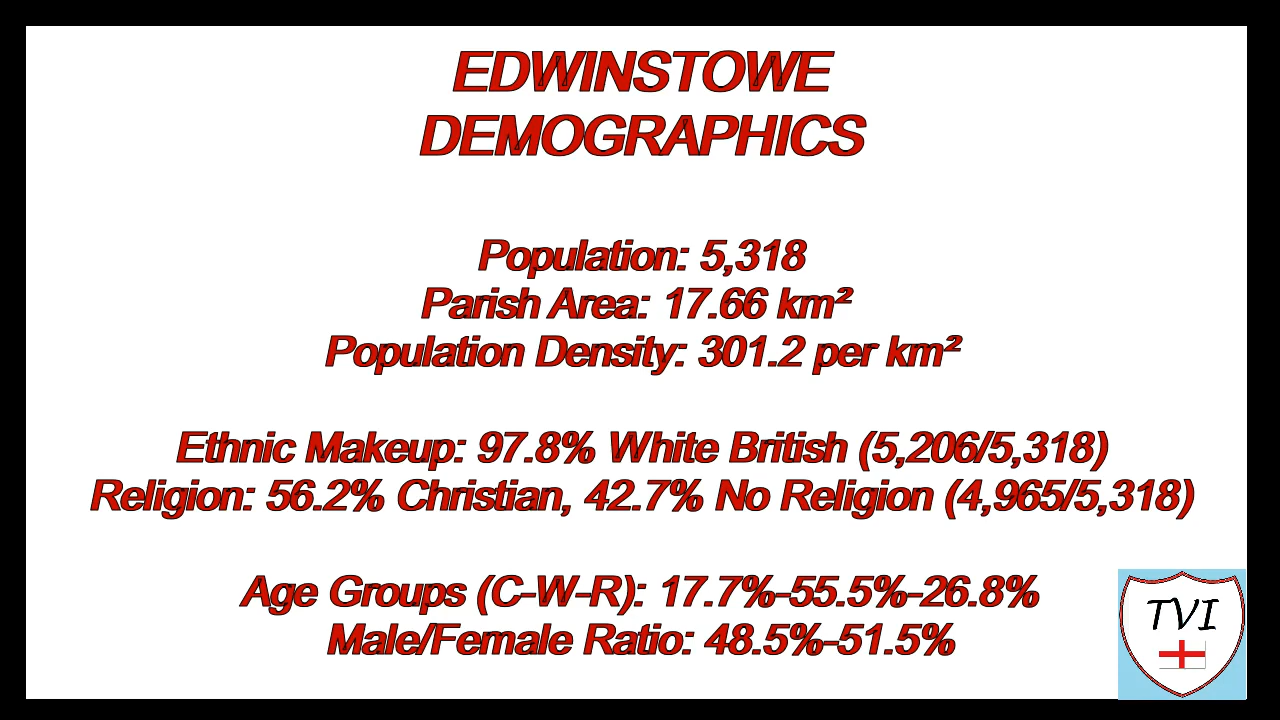 EDWINSTOWE
DEMOGRAPHICS
Population: 5,318
Parish Area: 17.66 km²
Population Density: 301.2 per km²
Ethnic Makeup: 97.8% White British (5,206/5,318)
Religion: 56.2% Christian, 42.7% No Religion (4,965/5,318)
Age Groups (C-W-R): 17.7%-55.5%-26.8%
Male/Female Ratio: 48.5%-51.5%
TVI